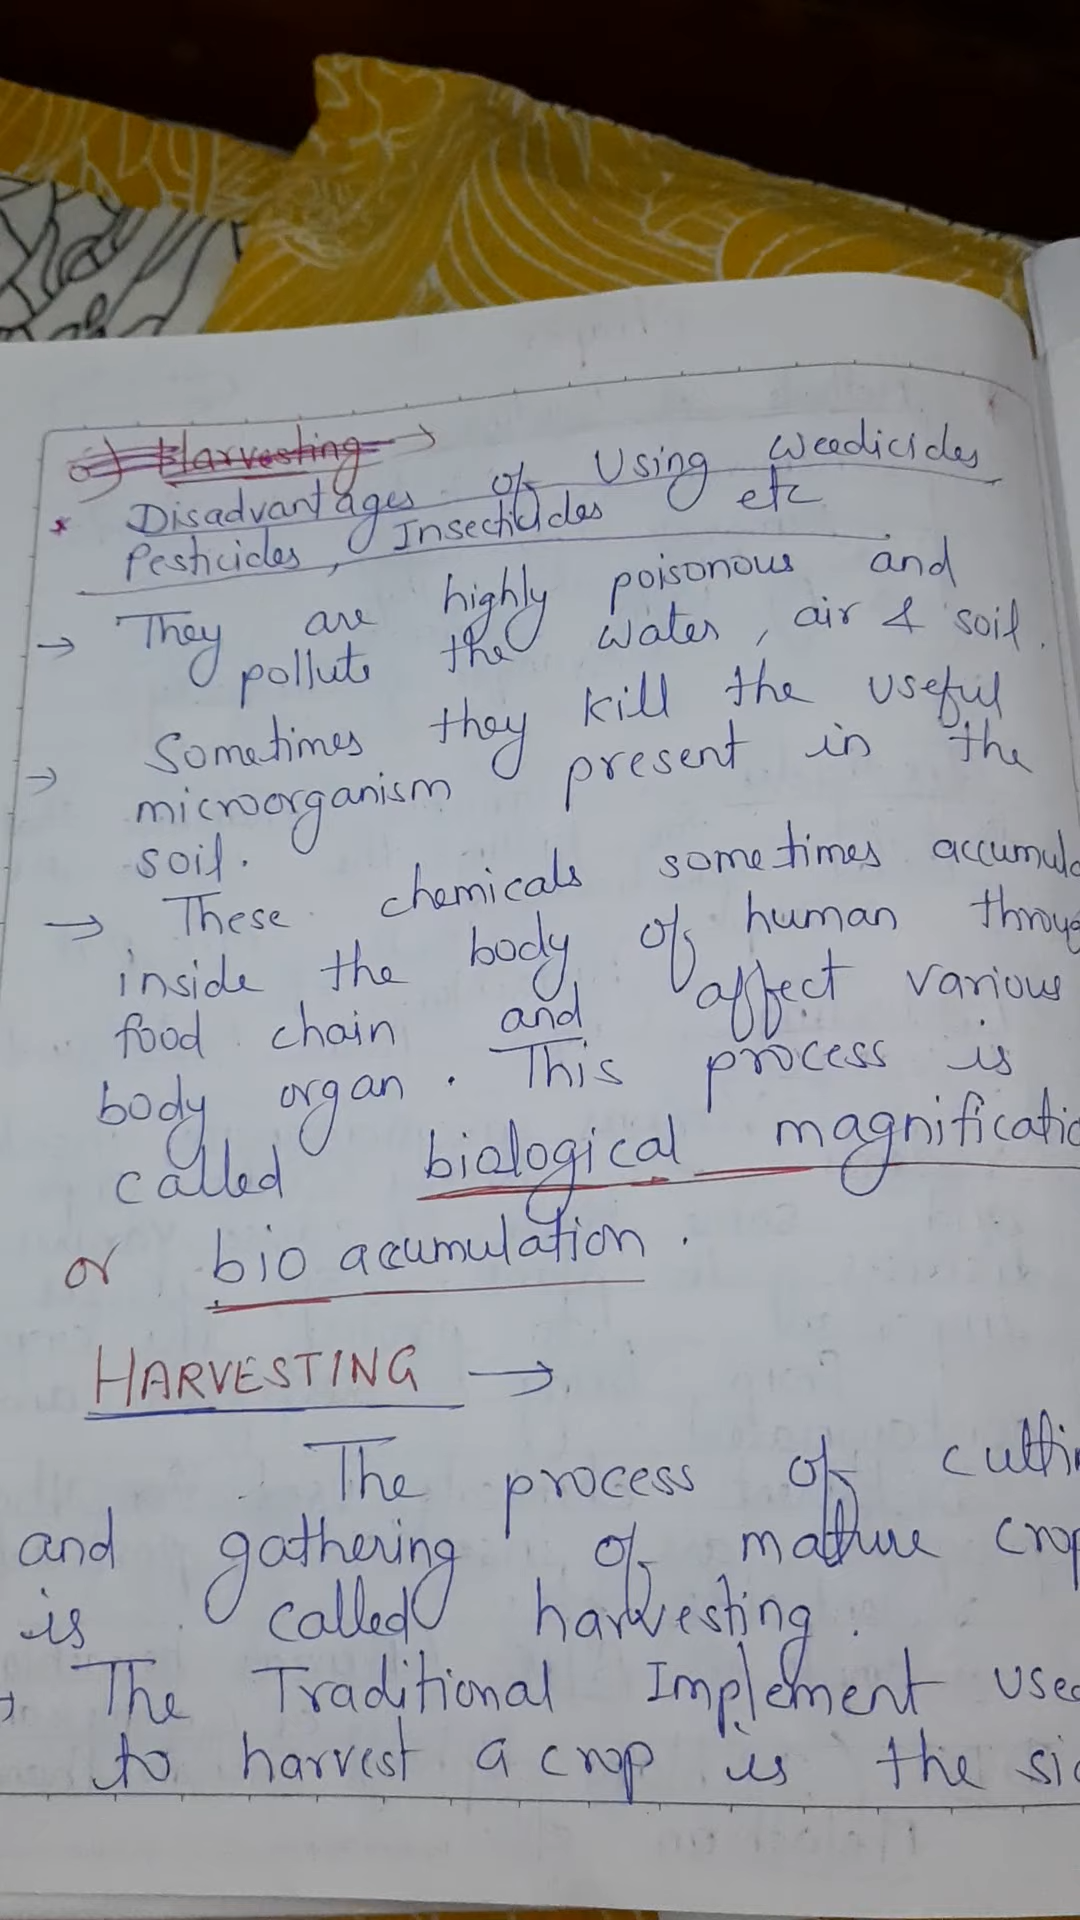 a) Harvesting →
* Disadvantages of Using Weedicides
Pesticides, Insecticides etc
→ They are highly poisonous and
pollute the water, air & soil.
→ Sometimes they kill the useful
microorganism present in the
soil.
→ These chemicals sometimes accumula
inside the body of human throug
food chain and affect various
body organ. This process is
called biological magnificatio
or bio acumulation.
HARVESTING →
The process of cuttin
and gathering of mature crop
is called harvesting.
→ The Traditional Implement used
to harvest a crop is the sic